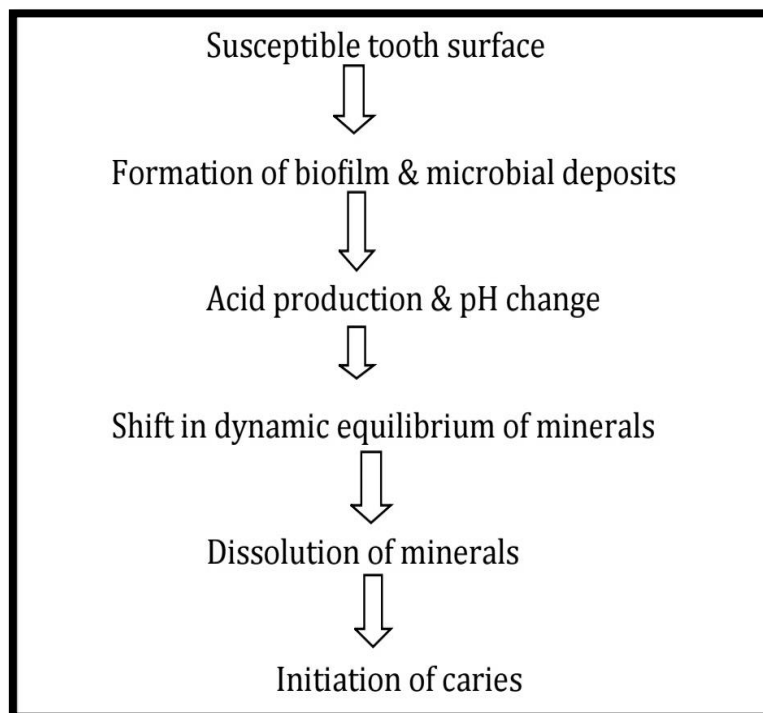 Susceptible tooth surface
Formation of biofilm & microbial deposits
Acid production & pH change
Shift in dynamic equilibrium of minerals
Dissolution of minerals
Initiation of caries